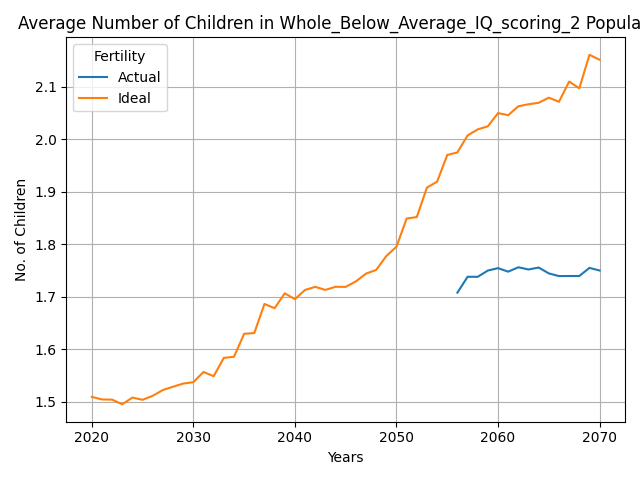 Average Number of Children in Whole_Below_Average_IQ_scoring_2 Popula
Fertility
Actual
Ideal
2.1
2.0
1.9
1.8
1.7
1.6
1.5
No. of Children
2020 2030 2040 2050 2060 2070
Years